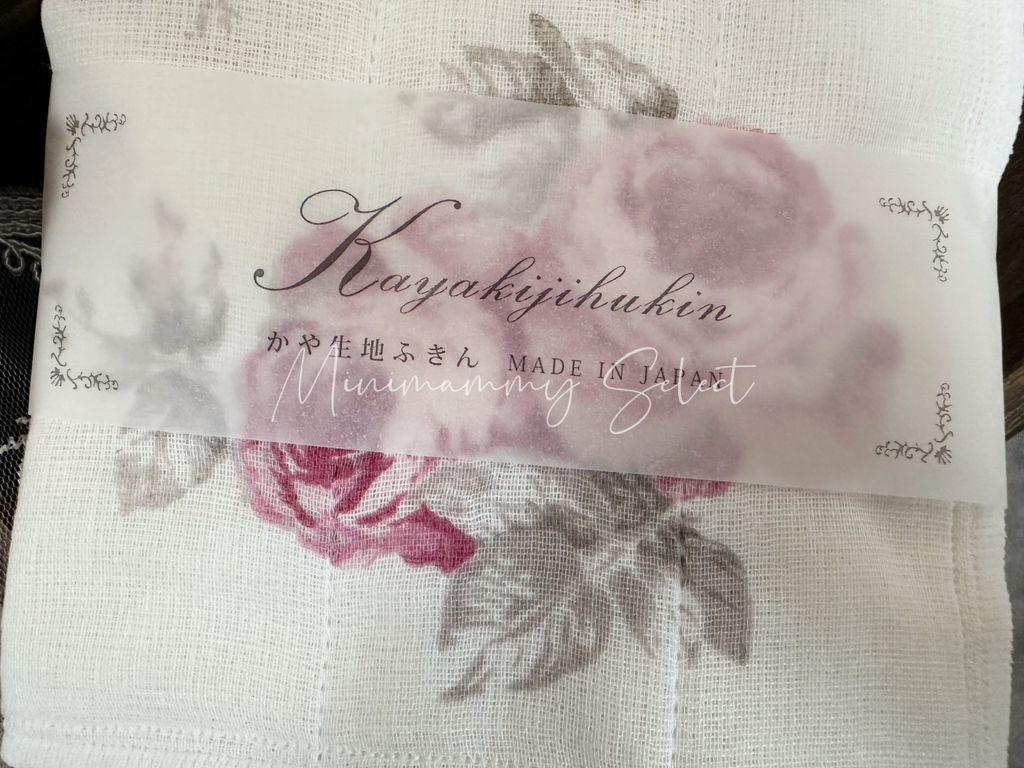 Kayakijihukin
かや生地ふきん MADE IN JAPAN
Minimammy Select